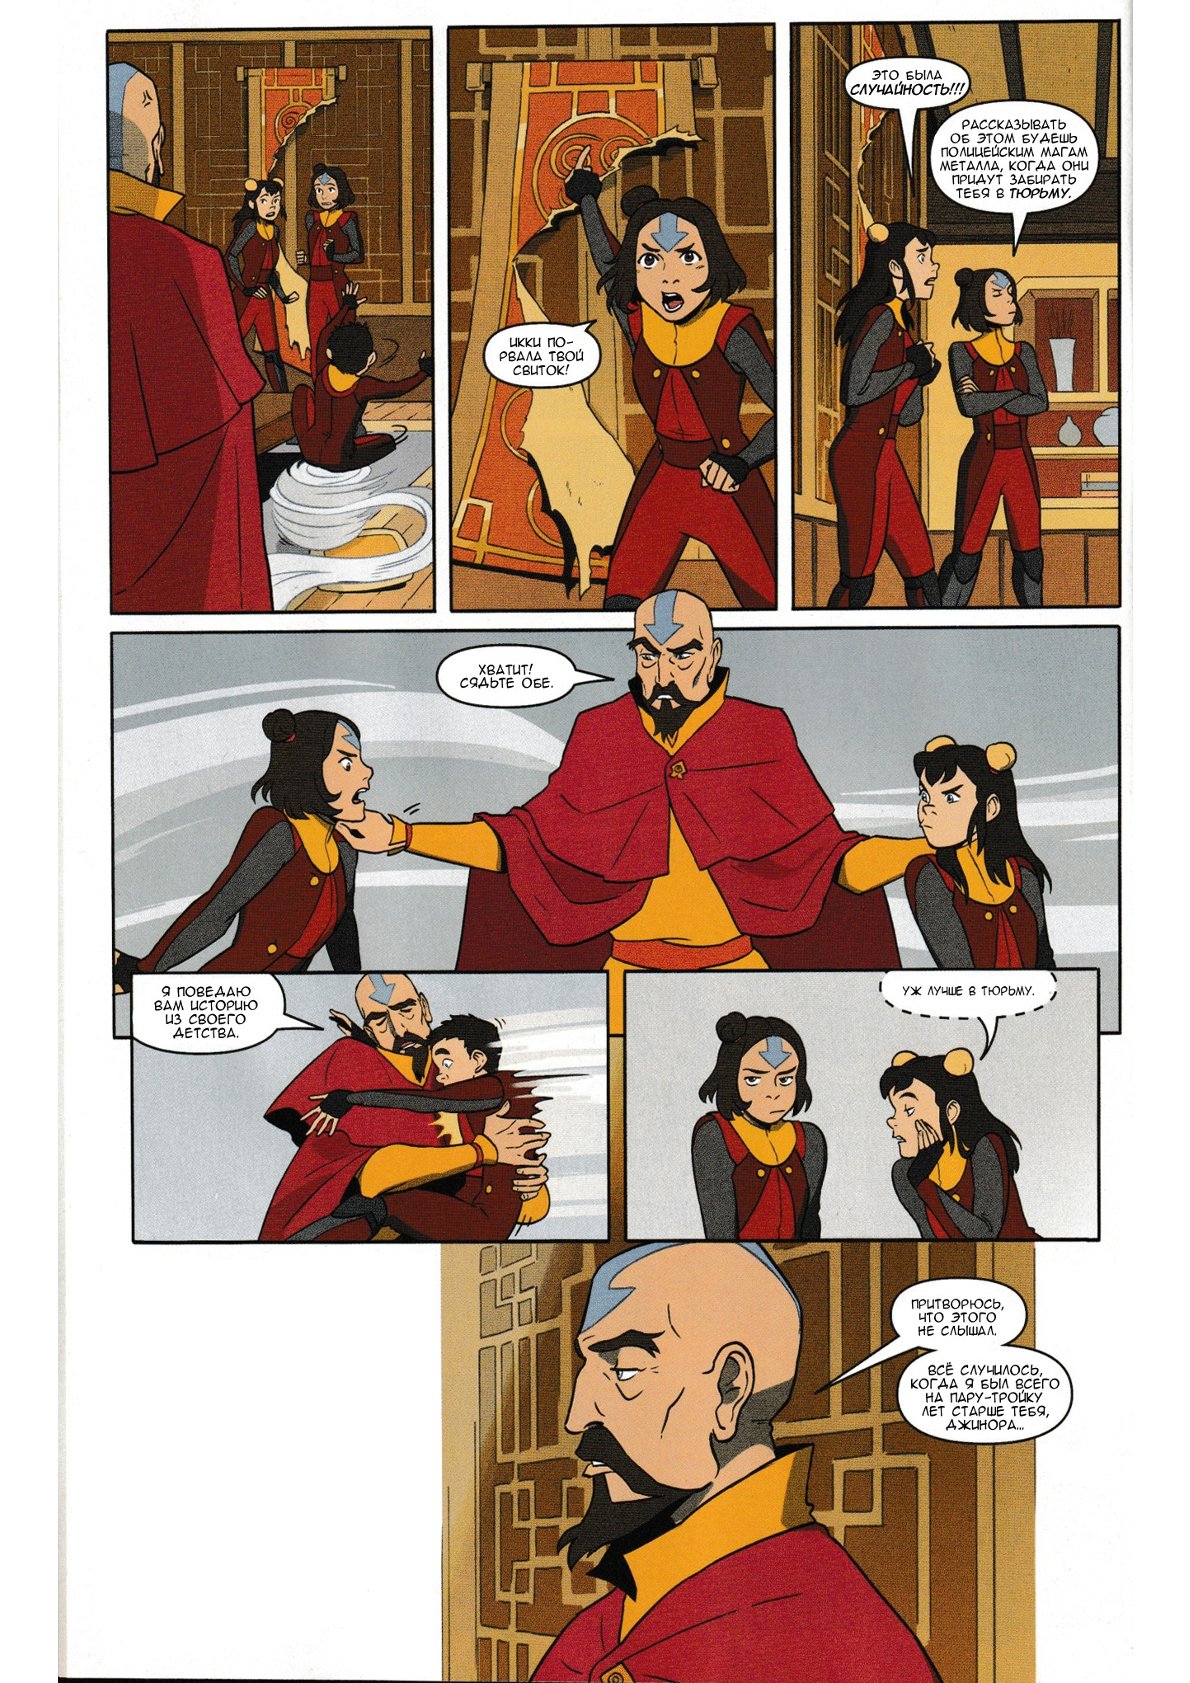 ИККИ ПО-
РВАЛА ТВОЙ
СВИТОК!
ЭТО БЫЛА
СЛУЧАЙНОСТЬ!!!
РАССКАЗЫВАТЬ
ОБ ЭТОМ БУДЕШЬ
ПОЛИЦЕЙСКИМ МАГАМ
МЕТАЛЛА, КОГДА ОНИ
ПРИДУТ ЗАБИРАТЬ
ТЕБЯ В ТЮРЬМУ.
ХВАТИТ!
СЯДЬТЕ ОБЕ.
Я ПОВЕДАЮ
ВАМ ИСТОРИЮ
ИЗ СВОЕГО
ДЕТСТВА.
УЖ ЛУЧШЕ В ТЮРЬМУ.
ПРИТВОРЮСЬ,
ЧТО ЭТОГО
НЕ СЛЫШАЛ.
ВСЁ СЛУЧИЛОСЬ,
КОГДА Я БЫЛ ВСЕГО
НА ПАРУ-ТРОЙКУ
ЛЕТ СТАРШЕ ТЕБЯ,
ДЖИНОРА...